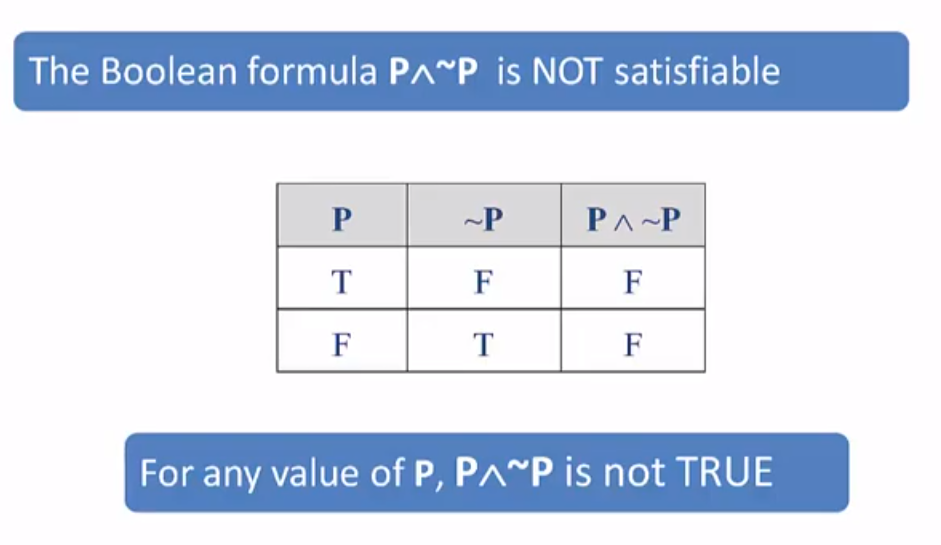 The Boolean formula P∧~P is NOT satisfiable
P ~P P ∧ ~P
T F F
F T F
For any value of P, P∧~P is not TRUE